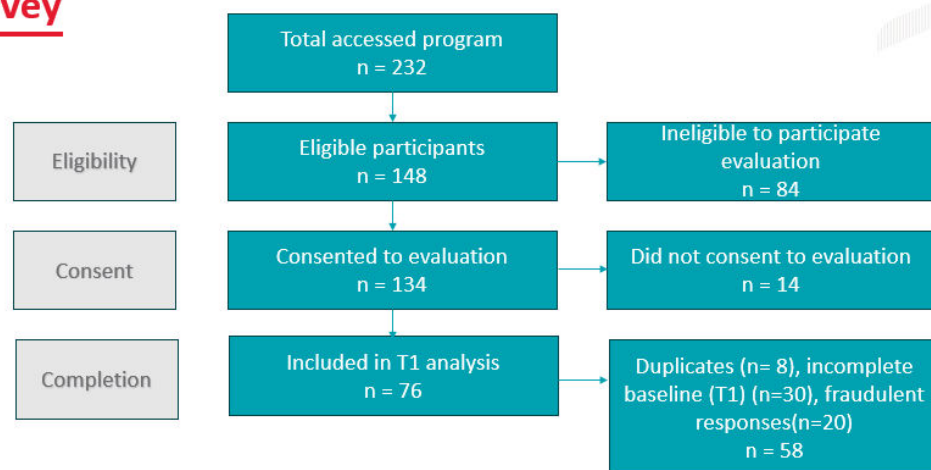 vey
Total accessed program
n = 232
Eligibility
Eligible participants
n = 148
Ineligible to participate
evaluation
n = 84
Consent
Consented to evaluation
n = 134
Did not consent to evaluation
n = 14
Completion
Included in T1 analysis
n = 76
Duplicates (n= 8), incomplete
baseline (T1) (n=30), fraudulent
responses(n=20)
n = 58